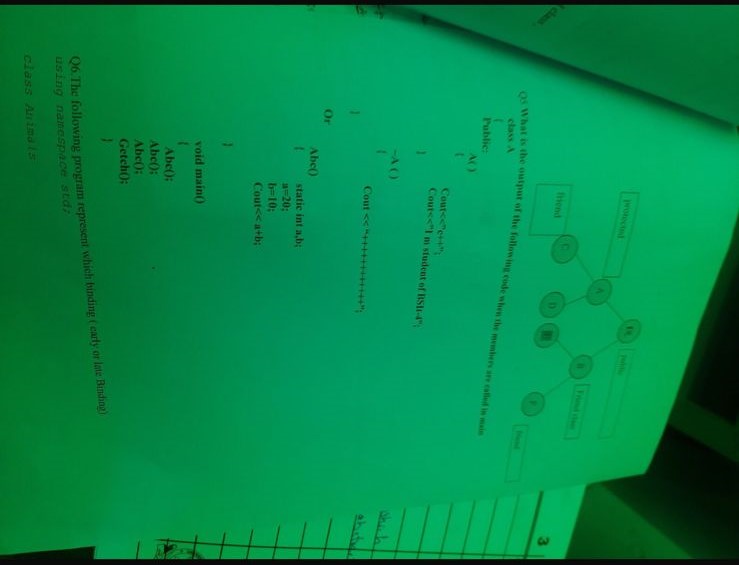 protected
public
A
C
D
B
F
friend
Friend class
Q5 What is the output of the following code when the members are called in main
class A
{
Public:
A()
{
Cout<<"c++";
Cout<<"I m student of
}
~A ()
{
Cout << "++++++++++++";
}
Or
Abc()
{
static int a,b;
a=20;
b=10;
Cout<< a+b;
}
void main()
{
Abc();
Abc();
Abc();
Getch();
}
Q6.The following program represent which binding ( early or late Binding)
using namespace std;
class Animals
3